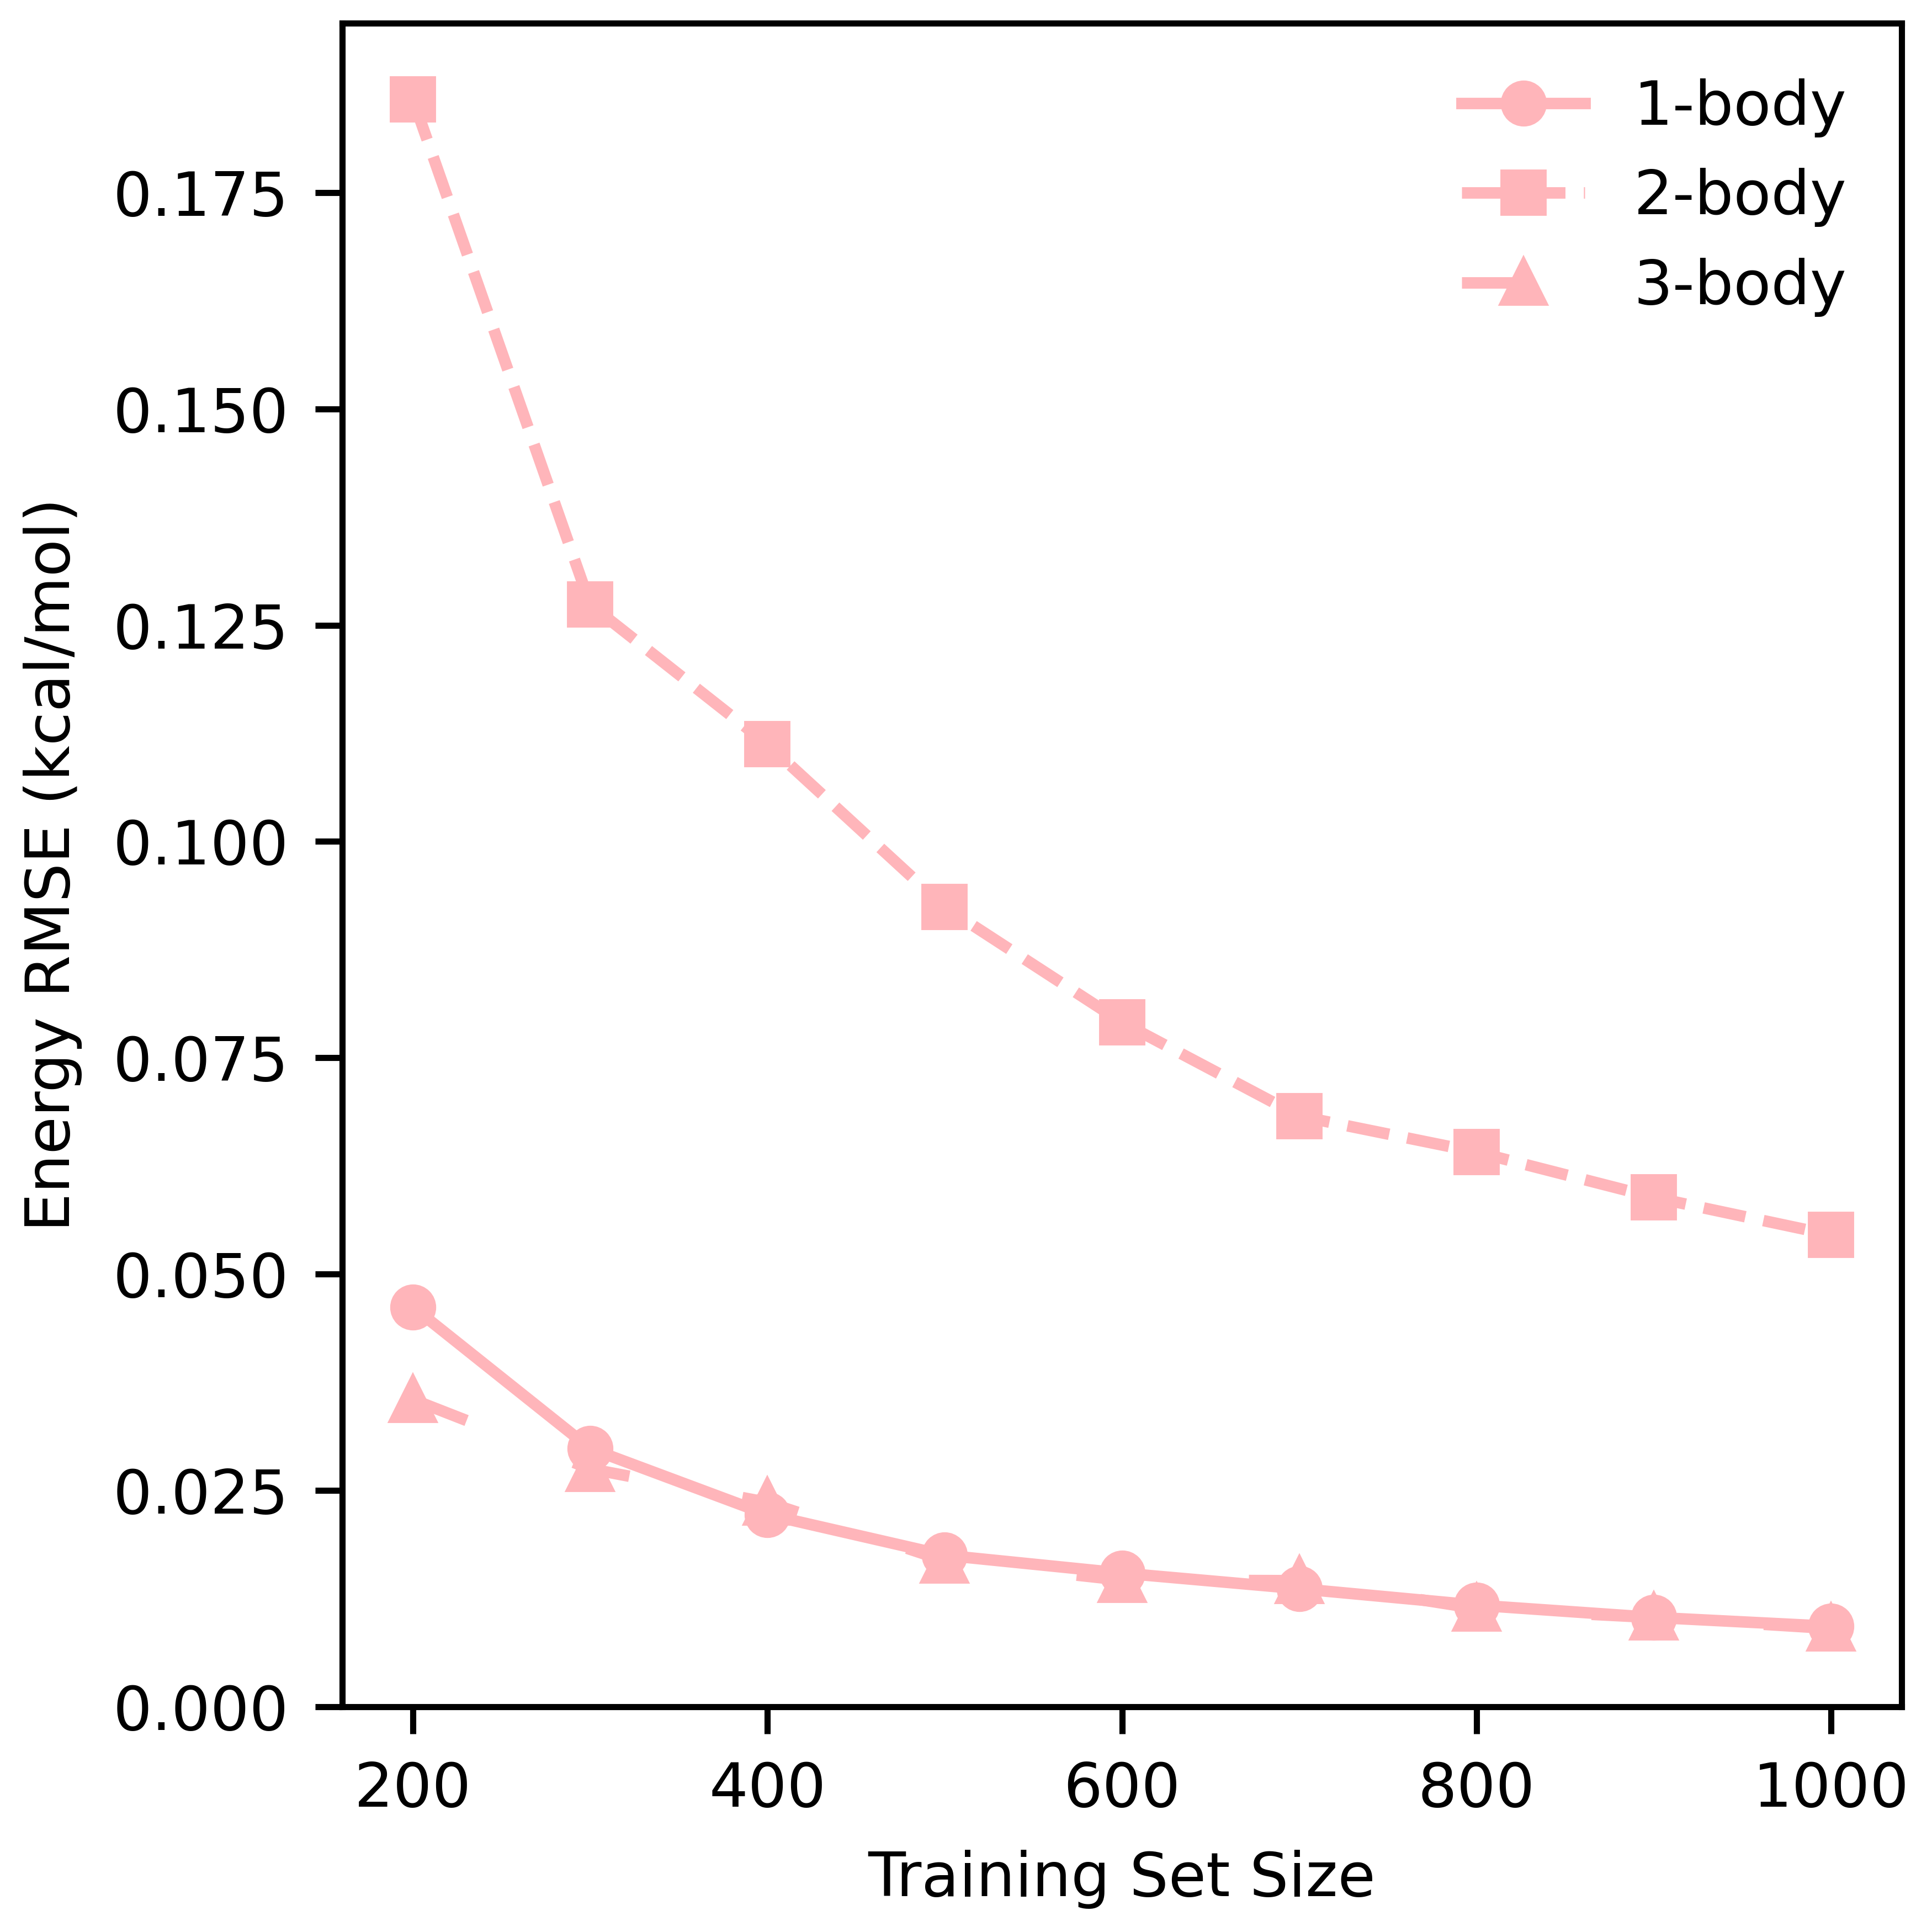 1-body
2-body
3-body
0.175
0.150
0.125
0.100
0.075
0.050
0.025
0.000
Energy RMSE (kcal/mol)
200 400 600 800 1000
Training Set Size